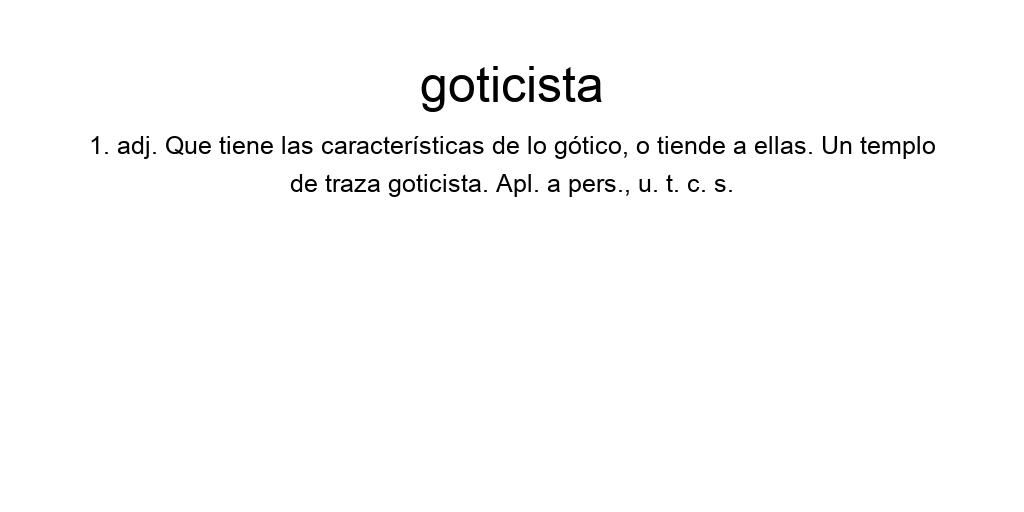 goticista
1. adj. Que tiene las características de lo gótico, o tiende a ellas. Un templo
de traza goticista. Apl. a pers., u. t. c. s.